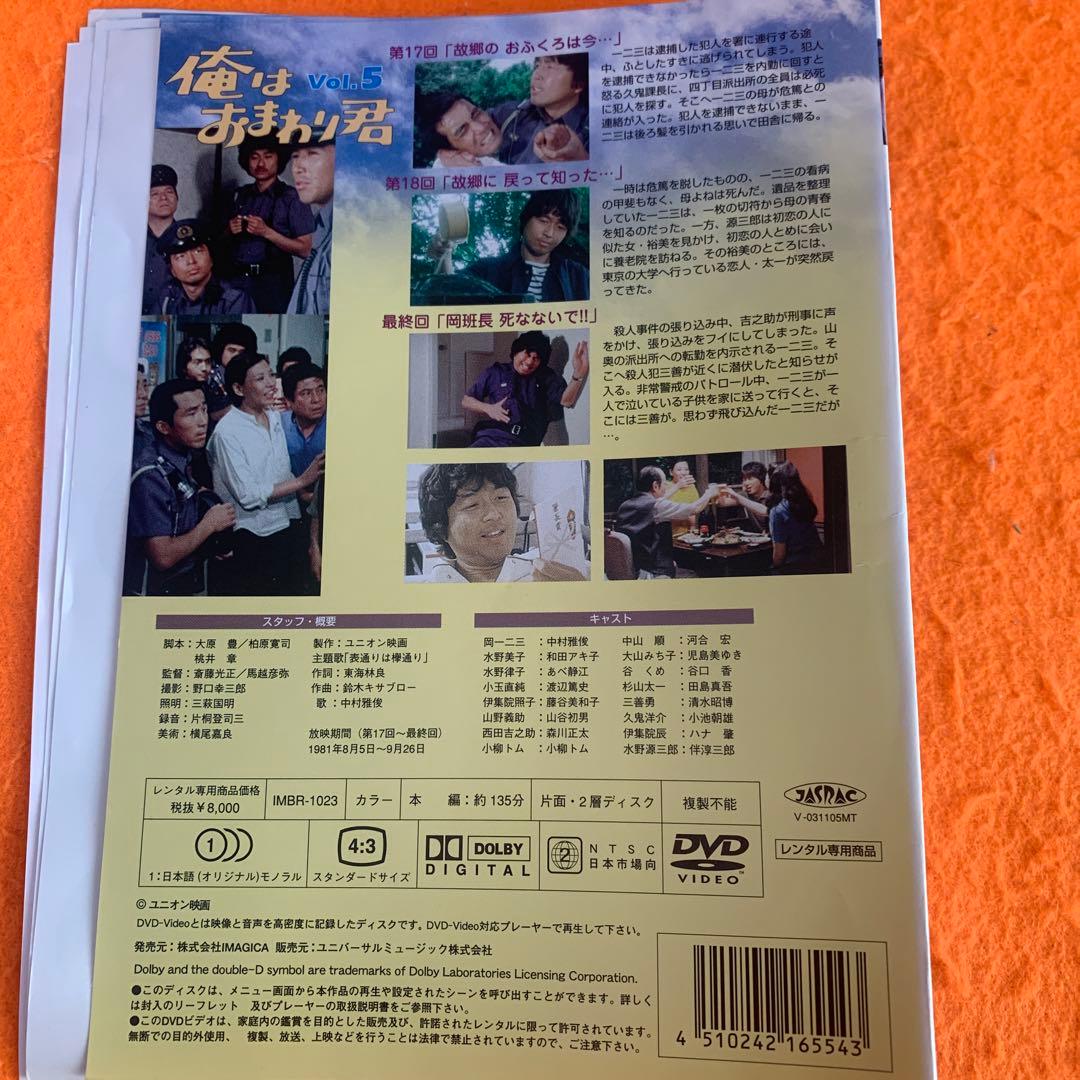 俺は
おまわり君
Vol.5
第17回「故郷の おふくろは今…」
一二三は逮捕した犯人を署に連行する途
中、ふとしたすきに逃げられてしまう。犯人
を逮捕できなかったら一二三を内勤に回すと
怒る久鬼課長に、四丁目派出所の全員は必死
に犯人を探す。そこへ一二三の母が危篤との
連絡が入った。犯人を逮捕できないまま、一
二三は後ろ髪を引かれる思いで田舎に帰る。
第18回「故郷に 戻って知った…」
一時は危篤を脱したものの、一二三の看病
の甲斐もなく、母よねは死んだ。遺品を整理
していた一二三は、一枚の切符から母の青春
を知るのだった。一方、源三郎は初恋の人に
似た女・裕美を見かけ、初恋の人とめに会い
に養老院を訪ねる。その裕美のところには、
東京の大学へ行っている恋人・太一が突然戻
ってきた。
最終回「岡班長 死なないで!!」
殺人事件の張り込み中、吉之助が刑事に声
をかけ、張り込みをフイにしてしまった。山
奥の派出所への転勤を内示される一二三。そ
こへ殺人犯三善が近くに潜伏したと知らせが
入る。非常警戒のパトロール中、一二三が一
人で泣いている子供を家に送って行くと、そ
こには三善が。思わず飛び込んだ一二三だが
…。
スタッフ・概要
脚本：大原 豊／柏原寛司
桃井 章
監督：斎藤光正／馬越彦弥
撮影：野口幸三郎
照明：三萩国明
録音：片桐登司三
美術：横尾嘉良
製作：ユニオン映画
主題歌「表通りは欅通り」
作詞：東海林良
作曲：鈴木キサブロー
歌：中村雅俊
放映期間（第17回〜最終回）
1981年8月5日〜9月26日
キャスト
岡一二三：中村雅俊
水野美子：和田アキ子
水野律子：あべ静江
小玉直純：渡辺篤史
伊集院照子：藤谷美和子
山野義助：山谷初男
西田吉之助：森川正太
小柳トム：小柳トム
中山 順：河合 宏
大山みち子：児島美ゆき
谷 くめ：谷口 香
杉山太一：田島真吾
三善勇：清水昭博
久鬼洋介：小池朝雄
伊集院辰：ハナ 肇
水野源三郎：伴淳三郎
レンタル専用商品価格
税抜￥8,000
IMBR-1023
カラー
本 編：約135分
片面・2層ディスク
複製不能
JASRAC
V-031105MT
1
1：日本語(オリジナル)モノラル
4:3
スタンダードサイズ
DOLBY
DIGITAL
2
NTSC
日本市場向
DVD
VIDEO
レンタル専用商品
© ユニオン映画
DVD-Videoとは映像と音声を高密度に記録したディスクです。DVD-Video対応プレーヤーで再生して下さい。
発売元：株式会社IMAGICA 販売元：ユニバーサルミュージック株式会社
Dolby and the double-D symbol are trademarks of Dolby Laboratories Licensing Corporation.
●このディスクは、メニュー画面から本作品の再生や設定されたシーンを呼び出すことができます。詳しく
は封入のリーフレット 及びプレーヤーの取扱説明書をご参照下さい。
●このDVDビデオは、家庭内の鑑賞を目的とした販売及び、許諾されたレンタルに限って許可されています。
無断での目的外使用、 複製、放送、上映などを行うことは法律で禁止されていますので、ご注意下さい。
4 510242 165543